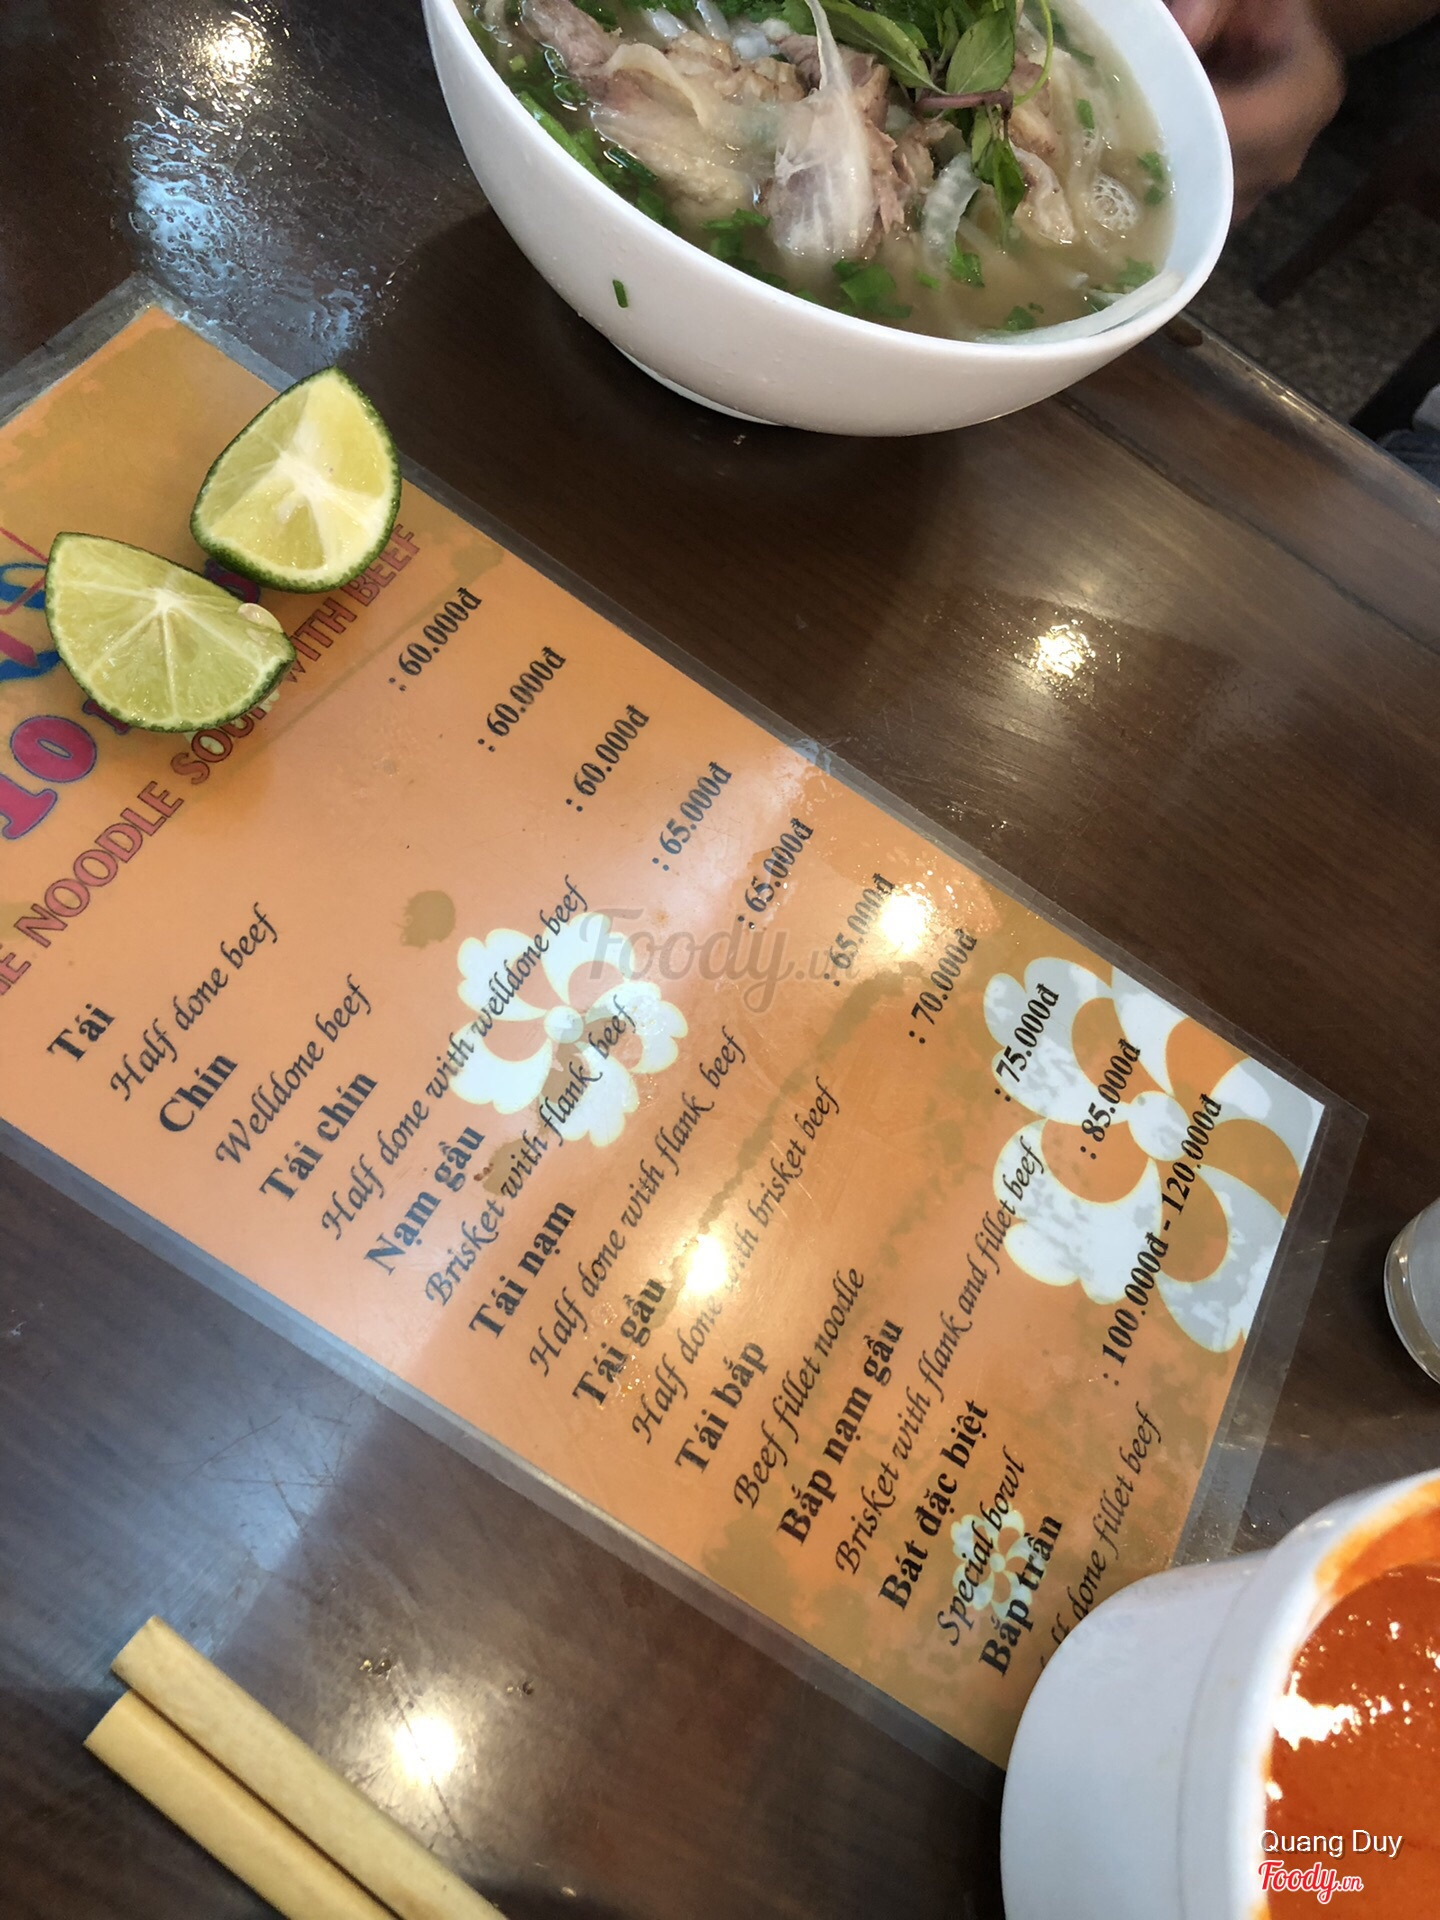 10
NOODLE SOUP WITH BEEF
Tái : 60.000đ
Half done beef
Chín : 60.000đ
Welldone beef
Tái chín : 60.000đ
Half done with welldone beef
Nạm gầu : 65.000đ
Brisket with flank beef
Tái nạm : 65.000đ
Half done with flank beef
Tái gầu : 65.000đ
Half done with brisket beef
Tái bắp : 70.000đ
Beef fillet noodle
Bắp nạm gầu : 75.000đ
Brisket with flank and fillet beef
Bát đặc biệt : 85.000đ
Special bowl
Bắp trần : 100.000đ - 120.000đ
done fillet beef
Foody.vn
Quang Duy
Foody.vn